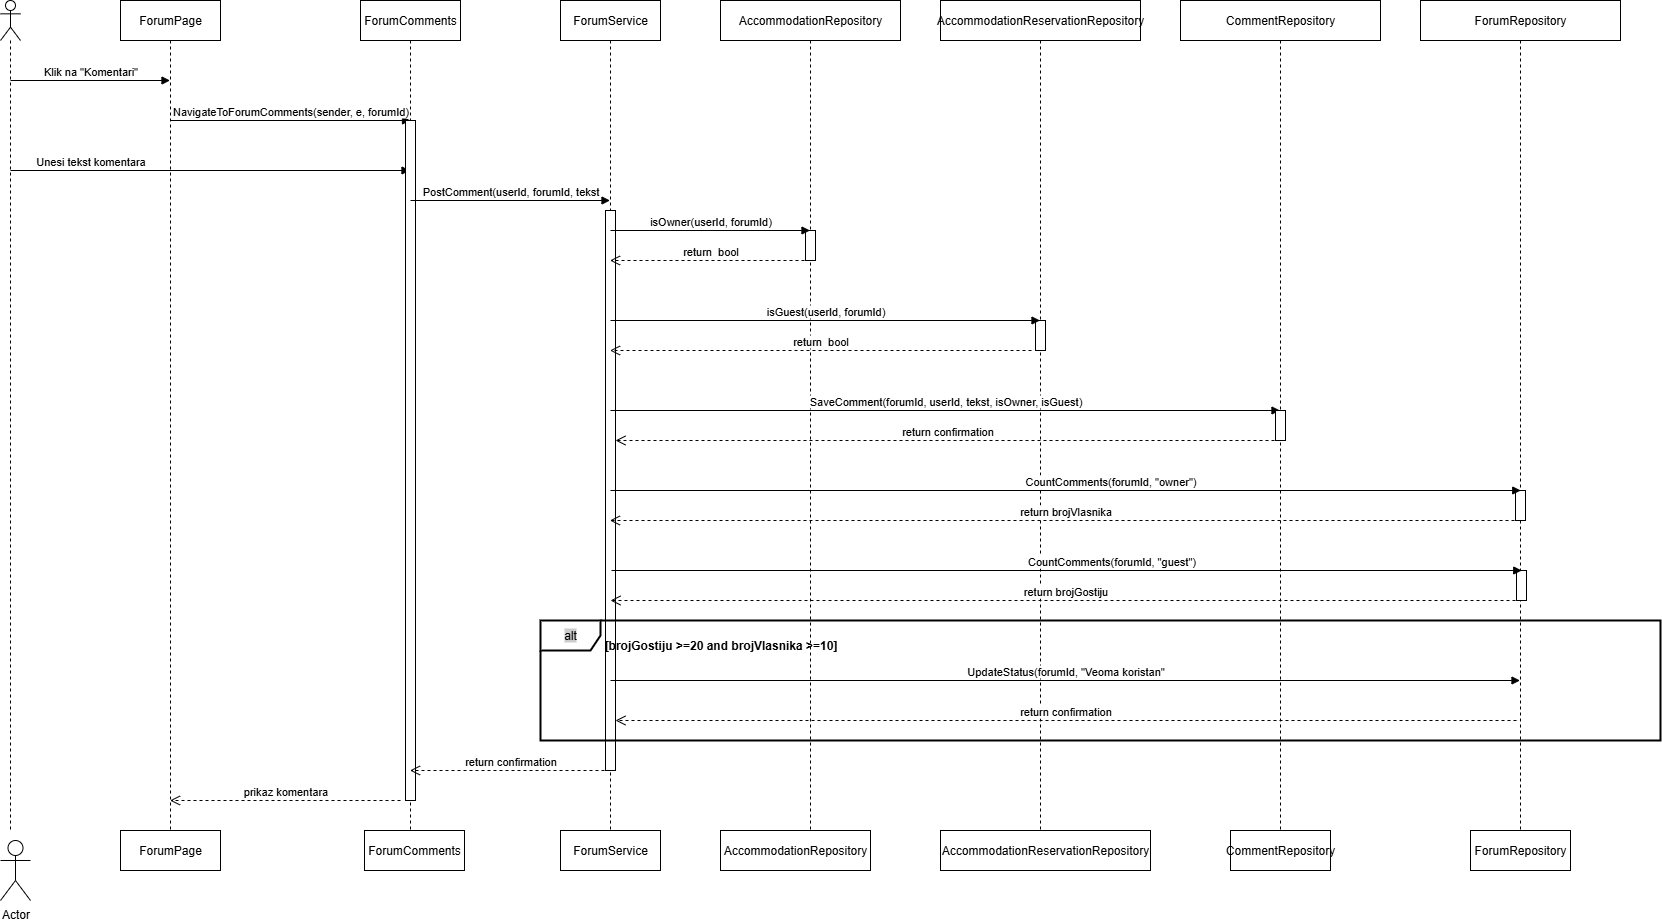 ForumPage
ForumComments
ForumService
AccommodationRepository
AccommodationReservationRepository
CommentRepository
ForumRepository
Klik na "Komentari"
NavigateToForumComments(sender, e, forumId)
Unesi tekst komentara
PostComment(userId, forumId, tekst
isOwner(userId, forumId)
return  bool
isGuest(userId, forumId)
return  bool
SaveComment(forumId, userId, tekst, isOwner, isGuest)
return confirmation
CountComments(forumId, "owner")
return brojVlasnika
CountComments(forumId, "guest")
return brojGostiju
alt
[brojGostiju >=20 and brojVlasnika >=10]
UpdateStatus(forumId, "Veoma koristan"
return confirmation
return confirmation
prikaz komentara
ForumPage
ForumComments
ForumService
AccommodationRepository
AccommodationReservationRepository
CommentRepository
ForumRepository
Actor